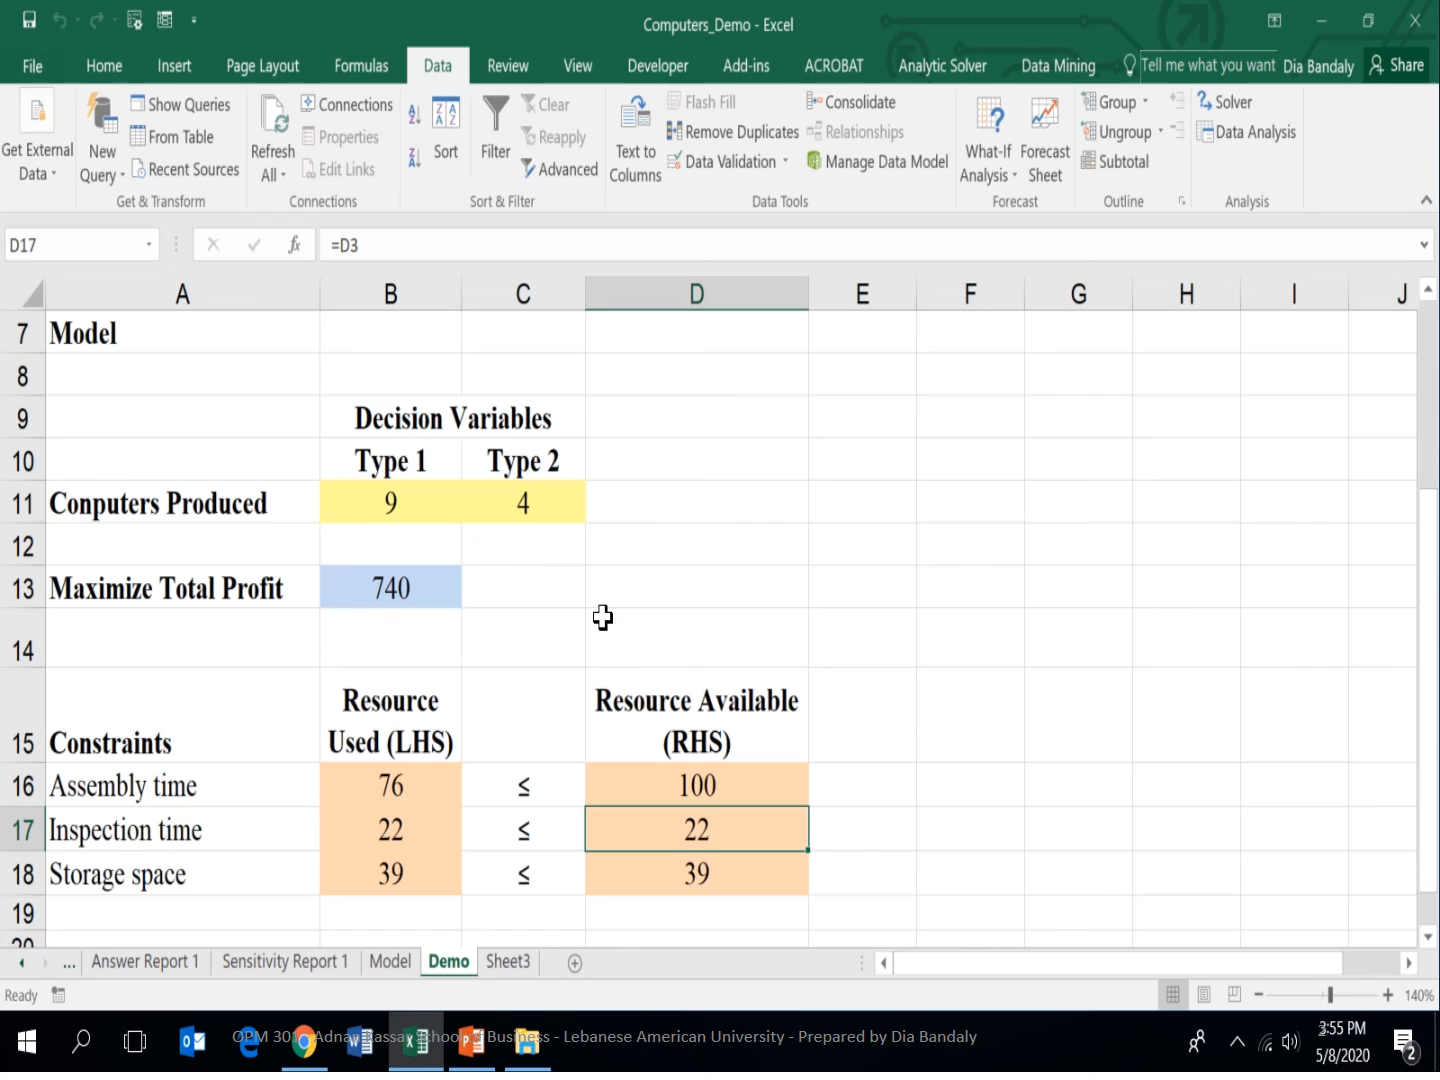 Computers_Demo - Excel
File Home Insert Page Layout Formulas Data Review View Developer Add-ins ACROBAT Analytic Solver Data Mining Tell me what you want Dia Bandaly Share
Get External Data
New Query
Show Queries
From Table
Recent Sources
Get & Transform
Refresh All
Connections
Properties
Edit Links
Connections
Sort
Filter
Clear
Reapply
Advanced
Sort & Filter
Text to Columns
Flash Fill
Remove Duplicates
Data Validation
Consolidate
Relationships
Manage Data Model
Data Tools
What-If Analysis
Forecast Sheet
Forecast
Group
Ungroup
Subtotal
Outline
Solver
Data Analysis
Analysis
D17 fx =D3
A B C D E F G H I J
7 Model
8
9 Decision Variables
10 Type 1 Type 2
11 Conputers Produced 9 4
12
13 Maximize Total Profit 740
14
Resource Resource Available
15 Constraints Used (LHS) (RHS)
16 Assembly time 76 ≤ 100
17 Inspection time 22 ≤ 22
18 Storage space 39 ≤ 39
19
20
... Answer Report 1 Sensitivity Report 1 Model Demo Sheet3
Ready 140%
Business - Lebanese American University - Prepared by Dia Bandaly
3:55 PM
5/8/2020
2